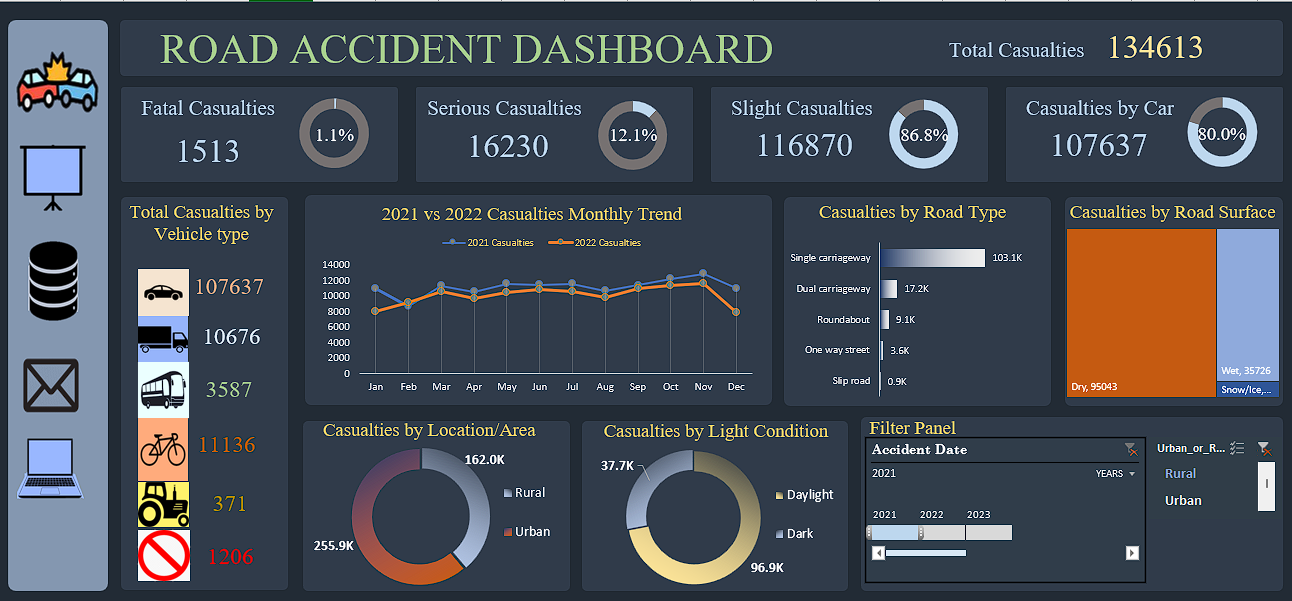 ROAD ACCIDENT DASHBOARD
Total Casualties 134613
Fatal Casualties
1513
1.1%
Serious Casualties
16230
12.1%
Slight Casualties
116870
86.8%
Casualties by Car
107637
80.0%
Total Casualties by
Vehicle type
107637
10676
3587
11136
371
1206
2021 vs 2022 Casualties Monthly Trend
2021 Casualties 2022 Casualties
14000
12000
10000
8000
6000
4000
2000
0
Jan Feb Mar Apr May Jun Jul Aug Sep Oct Nov Dec
Casualties by Road Type
Single carriageway 103.1K
Dual carriageway 17.2K
Roundabout 9.1K
One way street 3.6K
Slip road 0.9K
Casualties by Road Surface
Dry, 95043
Wet, 35726
Snow/Ice,...
Casualties by Location/Area
162.0K
255.9K
Rural
Urban
Casualties by Light Condition
37.7K
96.9K
Daylight
Dark
Filter Panel
Accident Date
2021 YEARS
2021 2022 2023
Urban_or_R...
Rural
Urban